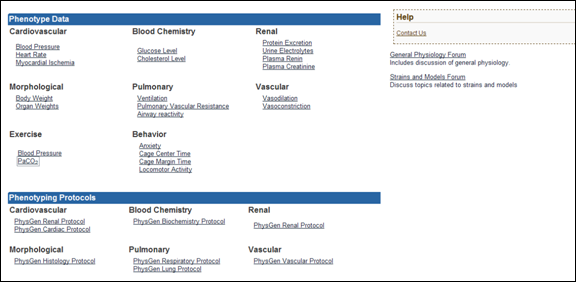 Phenotype Data
Cardiovascular
Blood Pressure
Heart Rate
Myocardial Ischemia
Blood Chemistry
Glucose Level
Cholesterol Level
Renal
Protein Excretion
Urine Electrolytes
Plasma Renin
Plasma Creatinine
Morphological
Body Weight
Organ Weights
Pulmonary
Ventilation
Pulmonary Vascular Resistance
Airway reactivity
Vascular
Vasodilation
Vasoconstriction
Exercise
Blood Pressure
PaCO2
Behavior
Anxiety
Cage Center Time
Cage Margin Time
Locomotor Activity
Phenotyping Protocols
Cardiovascular
PhysGen Renal Protocol
PhysGen Cardiac Protocol
Blood Chemistry
PhysGen Biochemistry Protocol
Renal
PhysGen Renal Protocol
Morphological
PhysGen Histology Protocol
Pulmonary
PhysGen Respiratory Protocol
PhysGen Lung Protocol
Vascular
PhysGen Vascular Protocol
Help
Contact Us
General Physiology Forum
Includes discussion of general physiology.
Strains and Models Forum
Discuss topics related to strains and models